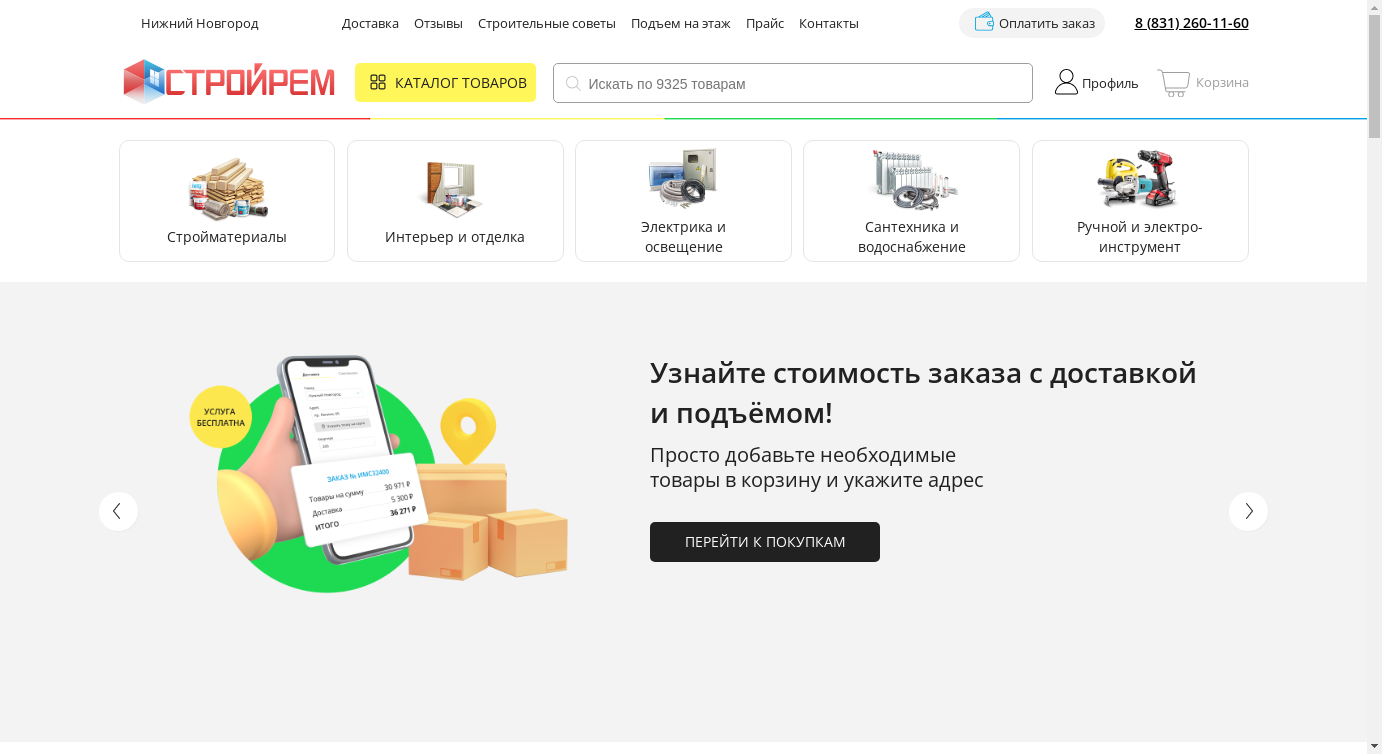 Нижний Новгород
Доставка
Отзывы
Строительные советы
Подъем на этаж
Прайс
Контакты
Оплатить заказ
8 (831) 260-11-60
СТРОЙРЕМ
КАТАЛОГ ТОВАРОВ
Искать по 9325 товарам
Профиль
Корзина
Стройматериалы
Интерьер и отделка
Электрика и
освещение
Сантехника и
водоснабжение
Ручной и электро-
инструмент
УСЛУГА
БЕСПЛАТНА
Доставка
ЗАКАЗ № ИМС32400
Товары на сумму 30 971 ₽
Доставка 5 300 ₽
ИТОГО 36 271 ₽
Узнайте стоимость заказа с доставкой
и подъёмом!
Просто добавьте необходимые
товары в корзину и укажите адрес
ПЕРЕЙТИ К ПОКУПКАМ